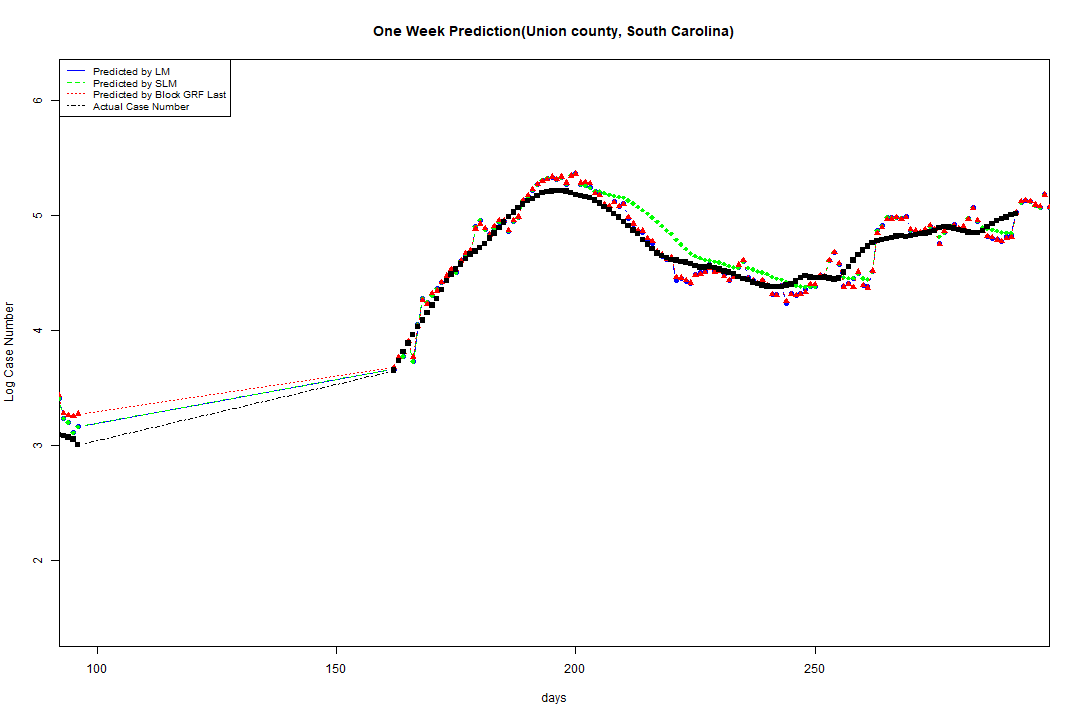 One Week Prediction(Union county, South Carolina)
Predicted by LM
Predicted by SLM
Predicted by Block GRF Last
Actual Case Number
6
5
4
3
2
Log Case Number
100 150 200 250
days